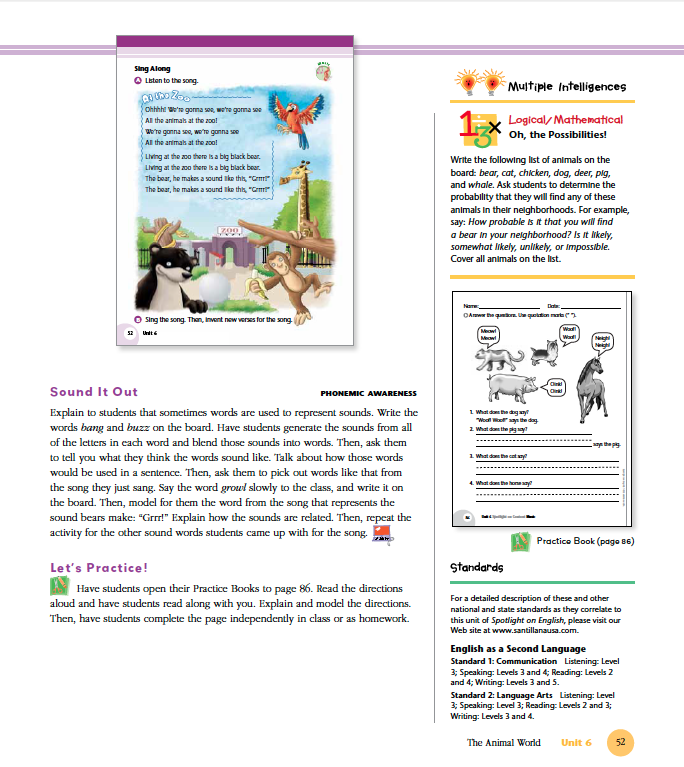 Sing Along
A Listen to the song.
At the Zoo
Ohhhh! We're gonna see, we're gonna see
All the animals at the zoo!
We're gonna see, we're gonna see
All the animals at the zoo!
Living at the zoo there is a big black bear.
Living at the zoo there is a big black bear.
The bear, he makes a sound like this, "Grrrr!"
The bear, he makes a sound like this, "Grrrr!"
ZOO
B Sing the song. Then, invent new verses for the song.
52 Unit 6
Sound It Out
PHONEMIC AWARENESS
Explain to students that sometimes words are used to represent sounds. Write the
words bang and buzz on the board. Have students generate the sounds from all
of the letters in each word and blend those sounds into words. Then, ask them
to tell you what they think the words sound like. Talk about how those words
would be used in a sentence. Then, ask them to pick out words like that from
the song they just sang. Say the word growl slowly to the class, and write it on
the board. Then, model for them the word from the song that represents the
sound bears make: "Grrr!" Explain how the sounds are related. Then, repeat the
activity for the other sound words students came up with for the song.
Let's Practice!
Have students open their Practice Books to page 86. Read the directions
aloud and have students read along with you. Explain and model the directions.
Then, have students complete the page independently in class or as homework.
Multiple Intelligences
Logical/Mathematical
Oh, the Possibilities!
Write the following list of animals on the
board: bear, cat, chicken, dog, deer, pig,
and whale. Ask students to determine the
probability that they will find any of these
animals in their neighborhoods. For example,
say: How probable is it that you will find
a bear in your neighborhood? Is it likely,
somewhat likely, unlikely, or impossible.
Cover all animals on the list.
Name: Date:
Answer the questions. Use quotation marks (" ").
Meow!
Meow!
Woof!
Woof!
Neigh!
Neigh!
Oink!
Oink!
1. What does the dog say?
"Woof! Woof!" says the dog.
2. What does the pig say?
says the pig.
3. What does the cat say?
4. What does the horse say?
86
Practice Book (page 86)
Standards
For a detailed description of these and other
national and state standards as they correlate to
this unit of Spotlight on English, please visit our
Web site at www.santillanausa.com.
English as a Second Language
Standard 1: Communication Listening: Level
3; Speaking: Levels 3 and 4; Reading: Levels 2
and 4; Writing: Levels 3 and 5.
Standard 2: Language Arts Listening: Level
3; Speaking: Level 3; Reading: Levels 2 and 3;
Writing: Levels 3 and 4.
The Animal World Unit 6 52